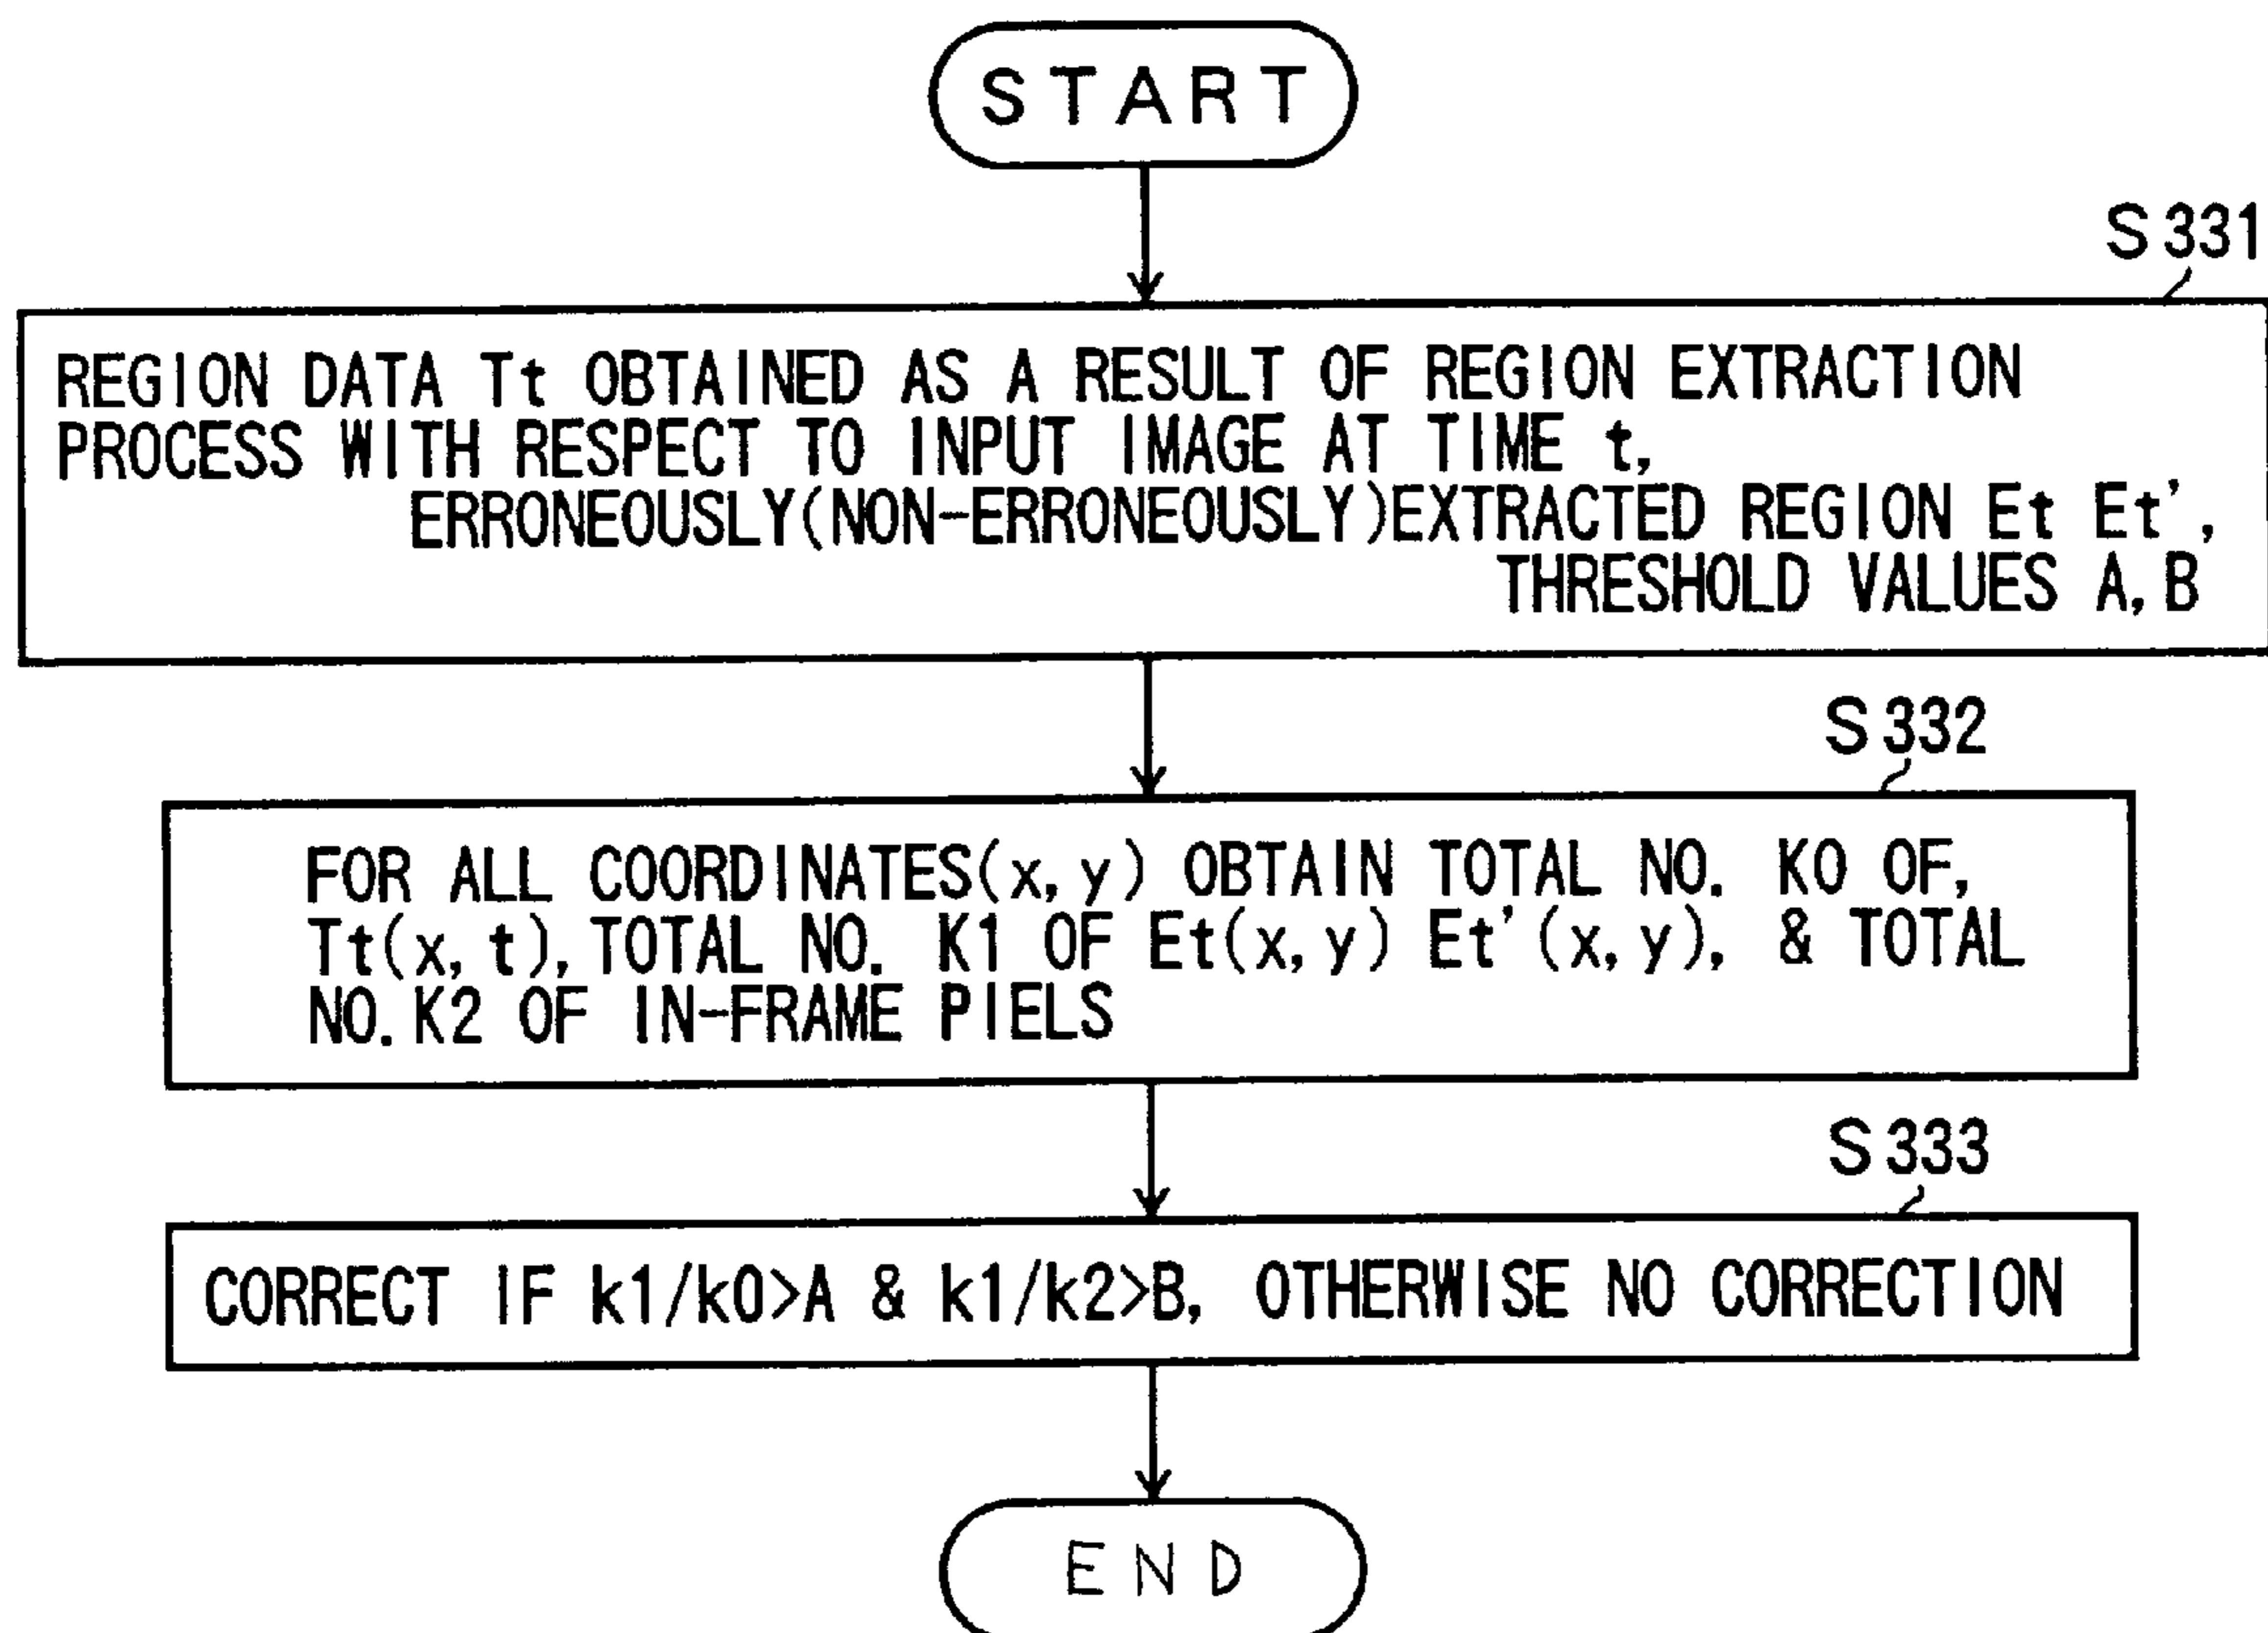 START
S331
REGION DATA Tt OBTAINED AS A RESULT OF REGION EXTRACTION
PROCESS WITH RESPECT TO INPUT IMAGE AT TIME t,
ERRONEOUSLY(NON-ERRONEOUSLY)EXTRACTED REGION Et Et',
THRESHOLD VALUES A,B
S332
FOR ALL COORDINATES(x,y) OBTAIN TOTAL NO. K0 OF,
Tt(x,t),TOTAL NO. K1 OF Et(x,y) Et'(x,y), & TOTAL
NO.K2 OF IN-FRAME PIELS
S333
CORRECT IF k1/k0>A & k1/k2>B, OTHERWISE NO CORRECTION
END